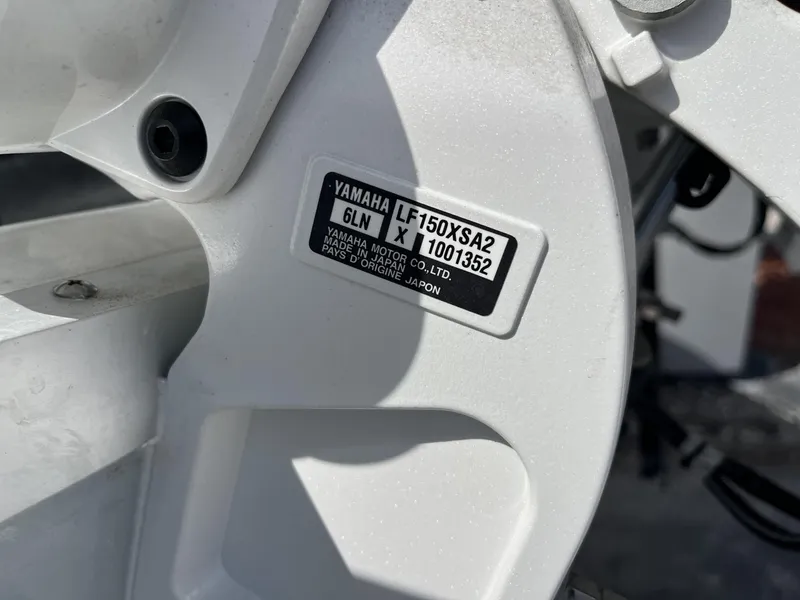 YAMAHA LF150XSA2
6LN X 1001352
YAMAHA MOTOR CO.,LTD.
MADE IN JAPAN
PAYS D'ORIGINE JAPON